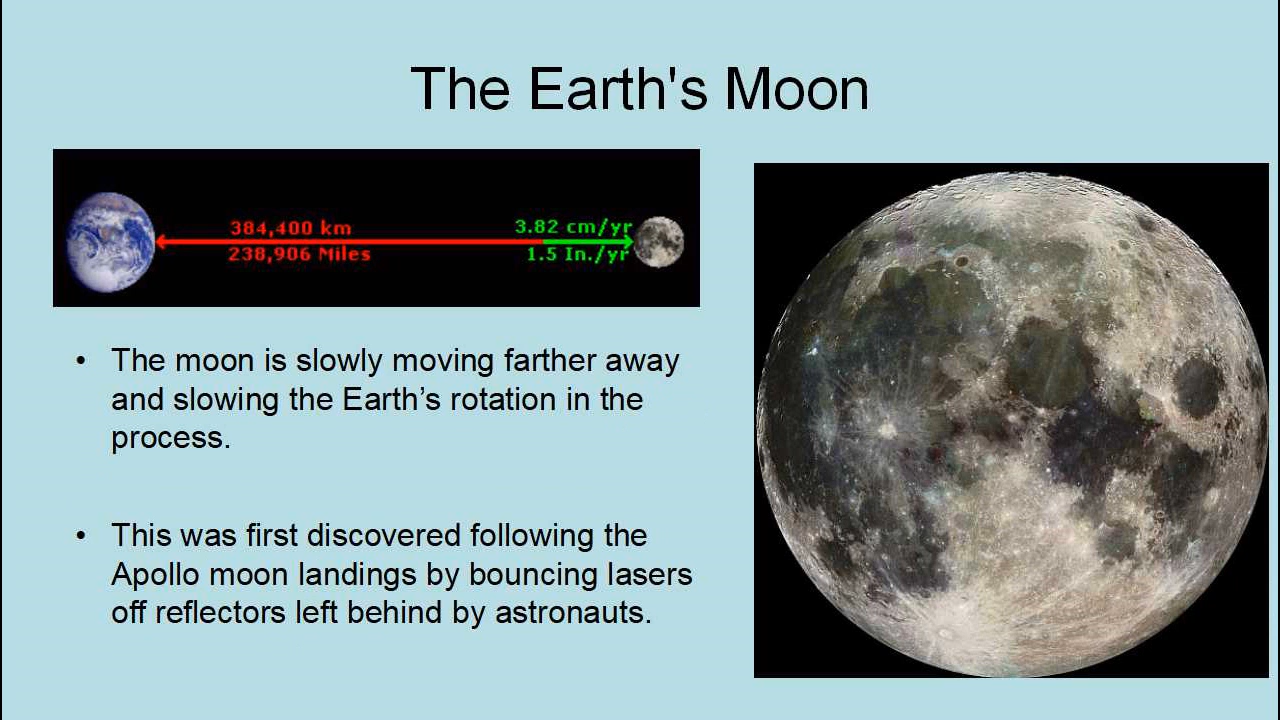 The Earth's Moon
384,400 km
3.82 cm/yr
238,906 Miles
1.5 In./yr
• The moon is slowly moving farther away
and slowing the Earth’s rotation in the
process.
• This was first discovered following the
Apollo moon landings by bouncing lasers
off reflectors left behind by astronauts.